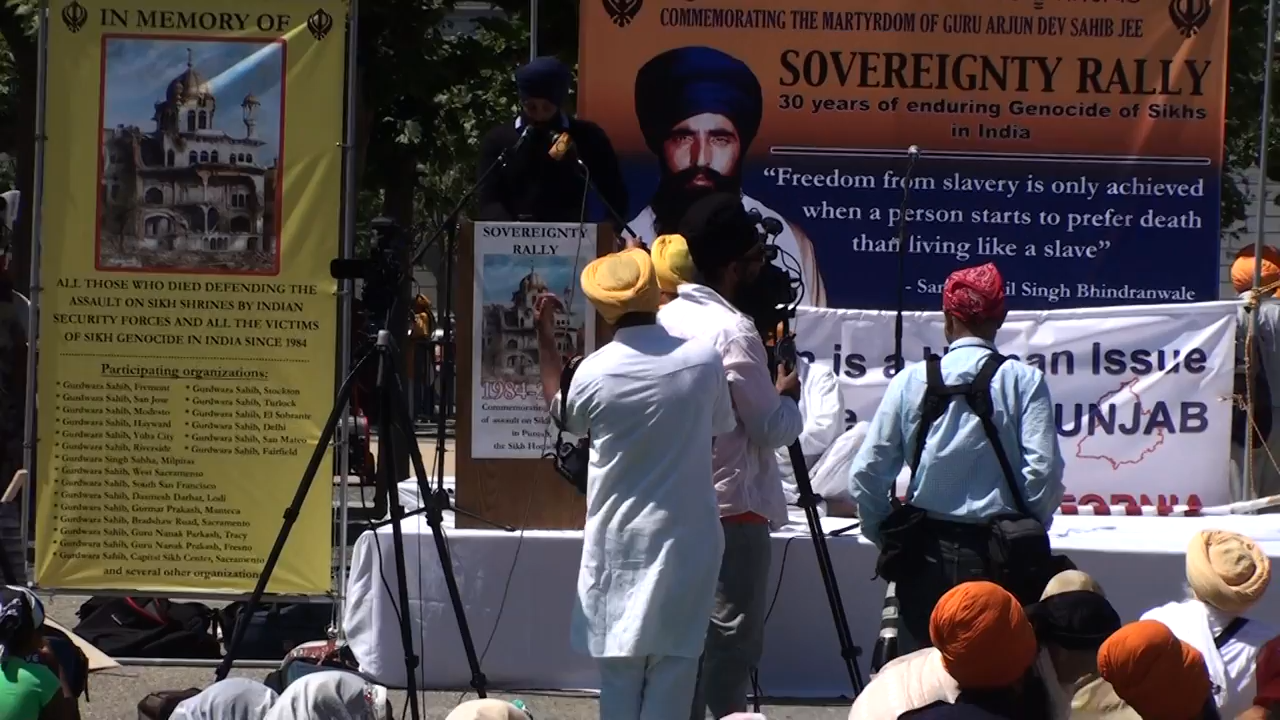 IN MEMORY OF
ALL THOSE WHO DIED DEFENDING THE
ASSAULT ON SIKH SHRINES BY INDIAN
SECURITY FORCES AND ALL THE VICTIMS
OF SIKH GENOCIDE IN INDIA SINCE 1984
Participating organizations:
* Gurdwara Sahib, Fremont
* Gurdwara Sahib, San Jose
* Gurdwara Sahib, Modesto
* Gurdwara Sahib, Hayward
* Gurdwara Sahib, Yuba City
* Gurdwara Sahib, Riverside
* Gurdwara Singh Sabha, Milpitas
* Gurdwara Sahib, West Sacramento
* Gurdwara Sahib, South San Francisco
* Gurdwara Sahib, Dasmesh Darbar, Lodi
* Gurdwara Sahib, Gurmat Prakash, Manteca
* Gurdwara Sahib, Bradshaw Road, Sacramento
* Gurdwara Sahib, Guru Nanak Parkash, Tracy
* Gurdwara Sahib, Guru Nanak Prakash, Fresno
* Gurdwara Sahib, Capitol Sikh Center, Sacramento
and several other organizations
* Gurdwara Sahib, Stockton
* Gurdwara Sahib, Turlock
* Gurdwara Sahib, El Sobrante
* Gurdwara Sahib, Delhi
* Gurdwara Sahib, San Mateo
* Gurdwara Sahib, Fairfield
SOVEREIGNTY
RALLY
1984-
Commemorating
of assault on
in
the Sikh
COMMEMORATING THE MARTYRDOM OF GURU ARJUN DEV SAHIB JEE
SOVEREIGNTY RALLY
30 years of enduring Genocide of Sikhs
in India
“Freedom from slavery is only achieved
when a person starts to prefer death
than living like a slave”
- Singh Bhindranwale
is a Human Issue
PUNJAB
CALIFORNIA